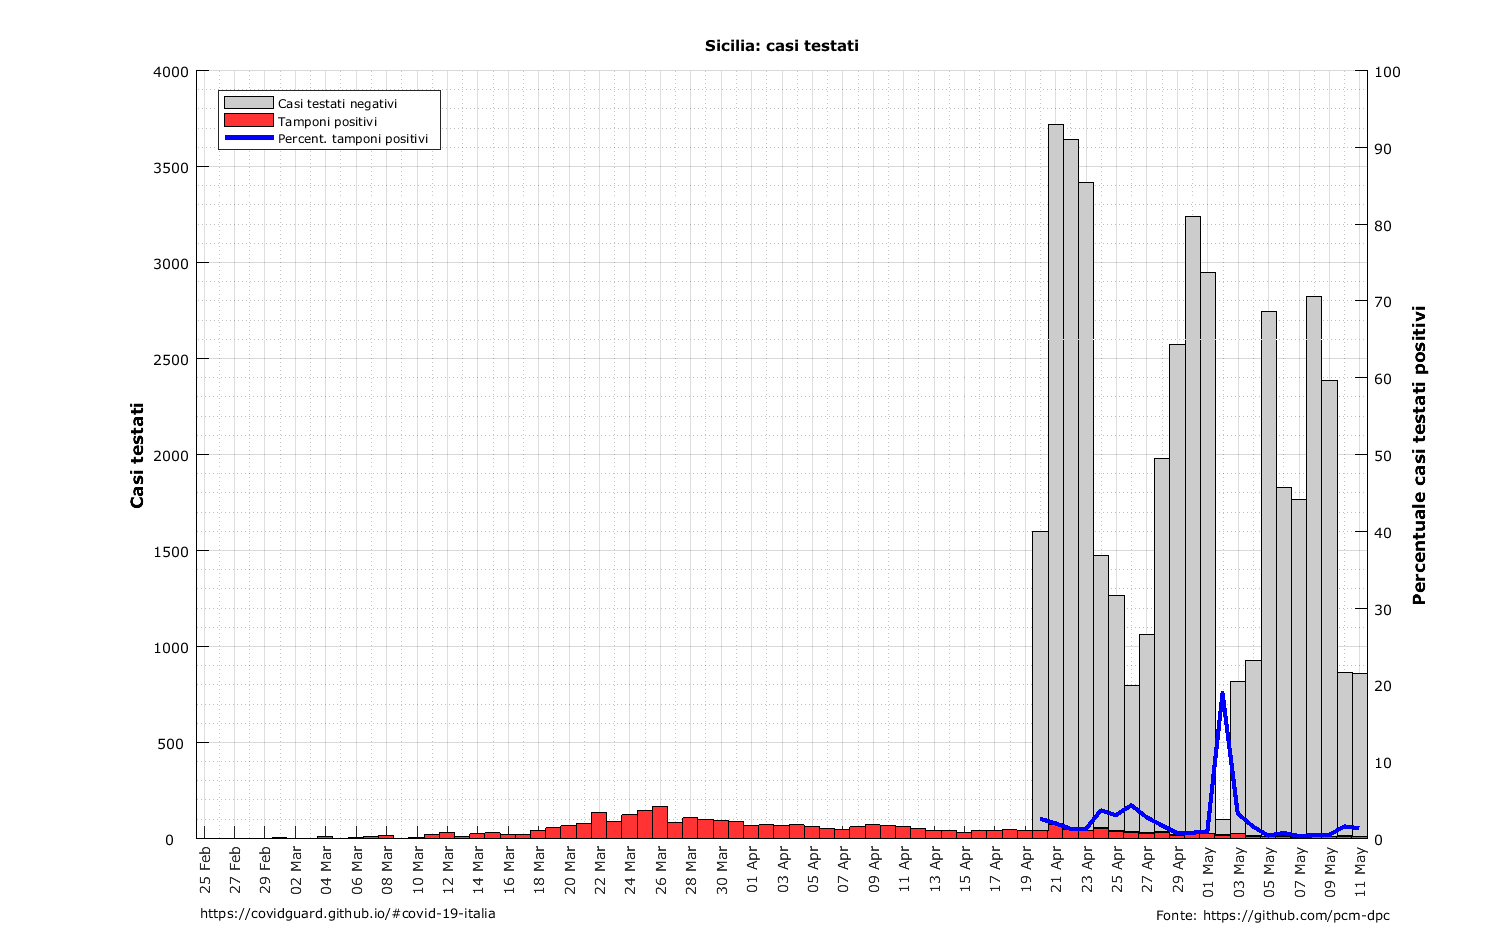 Sicilia: casi testati
Casi testati negativi
Tamponi positivi
Percent. tamponi positivi
4000
3500
3000
2500
2000
1500
1000
500
0
Casi testati
100
90
80
70
60
50
40
30
20
10
0
Percentuale casi testati positivi
25 Feb
27 Feb
29 Feb
02 Mar
04 Mar
06 Mar
08 Mar
10 Mar
12 Mar
14 Mar
16 Mar
18 Mar
20 Mar
22 Mar
24 Mar
26 Mar
28 Mar
30 Mar
01 Apr
03 Apr
05 Apr
07 Apr
09 Apr
11 Apr
13 Apr
15 Apr
17 Apr
19 Apr
21 Apr
23 Apr
25 Apr
27 Apr
29 Apr
01 May
03 May
05 May
07 May
09 May
11 May
https://covidguard.github.io/#covid-19-italia
Fonte: https://github.com/pcm-dpc